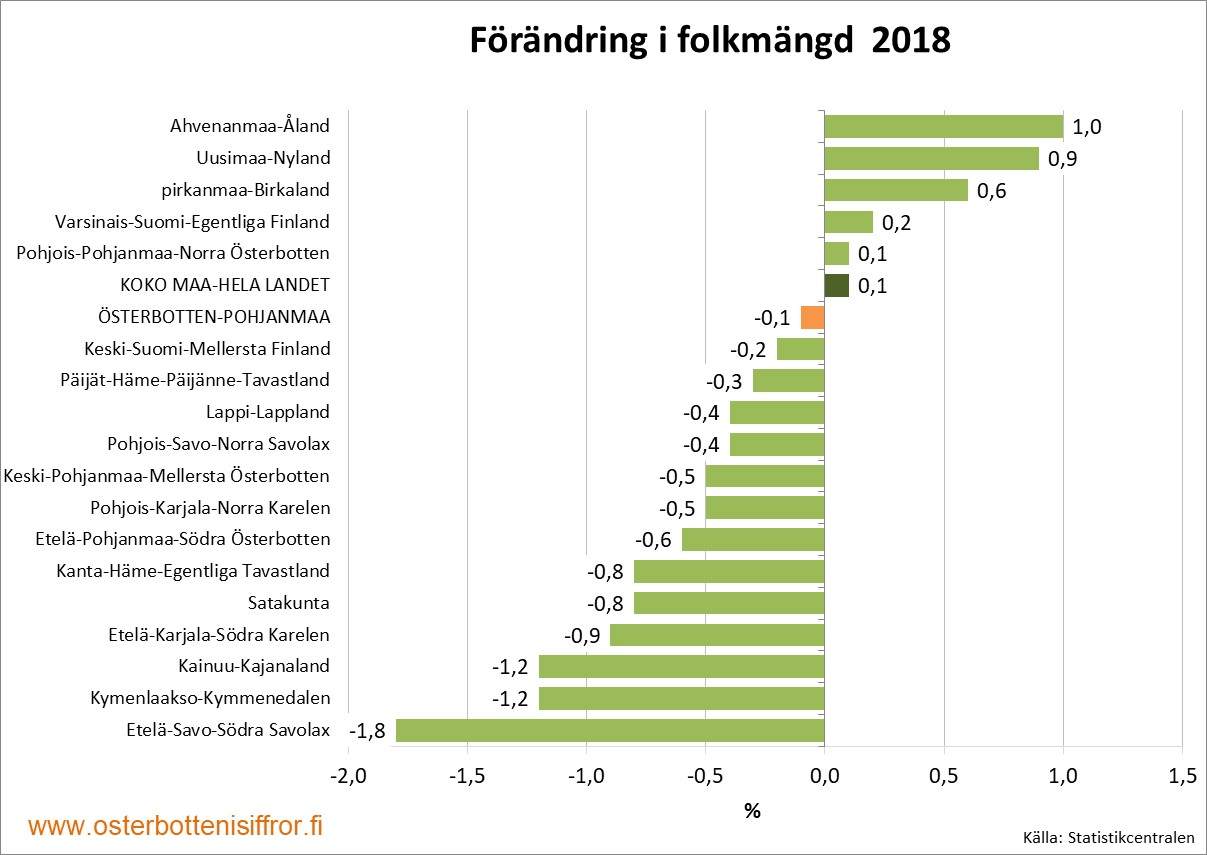 Förändring i folkmängd 2018
Ahvenanmaa-Åland 1,0
Uusimaa-Nyland 0,9
pirkanmaa-Birkaland 0,6
Varsinais-Suomi-Egentliga Finland 0,2
Pohjois-Pohjanmaa-Norra Österbotten 0,1
KOKO MAA-HELA LANDET 0,1
ÖSTERBOTTEN-POHJANMAA -0,1
Keski-Suomi-Mellersta Finland -0,2
Päijät-Häme-Päijänne-Tavastland -0,3
Lappi-Lappland -0,4
Pohjois-Savo-Norra Savolax -0,4
Keski-Pohjanmaa-Mellersta Österbotten -0,5
Pohjois-Karjala-Norra Karelen -0,5
Etelä-Pohjanmaa-Södra Österbotten -0,6
Kanta-Häme-Egentliga Tavastland -0,8
Satakunta -0,8
Etelä-Karjala-Södra Karelen -0,9
Kainuu-Kajanaland -1,2
Kymenlaakso-Kymmenedalen -1,2
Etelä-Savo-Södra Savolax -1,8
-2,0 -1,5 -1,0 -0,5 0,0 0,5 1,0 1,5
%
www.osterbottenisiffror.fi
Källa: Statistikcentralen